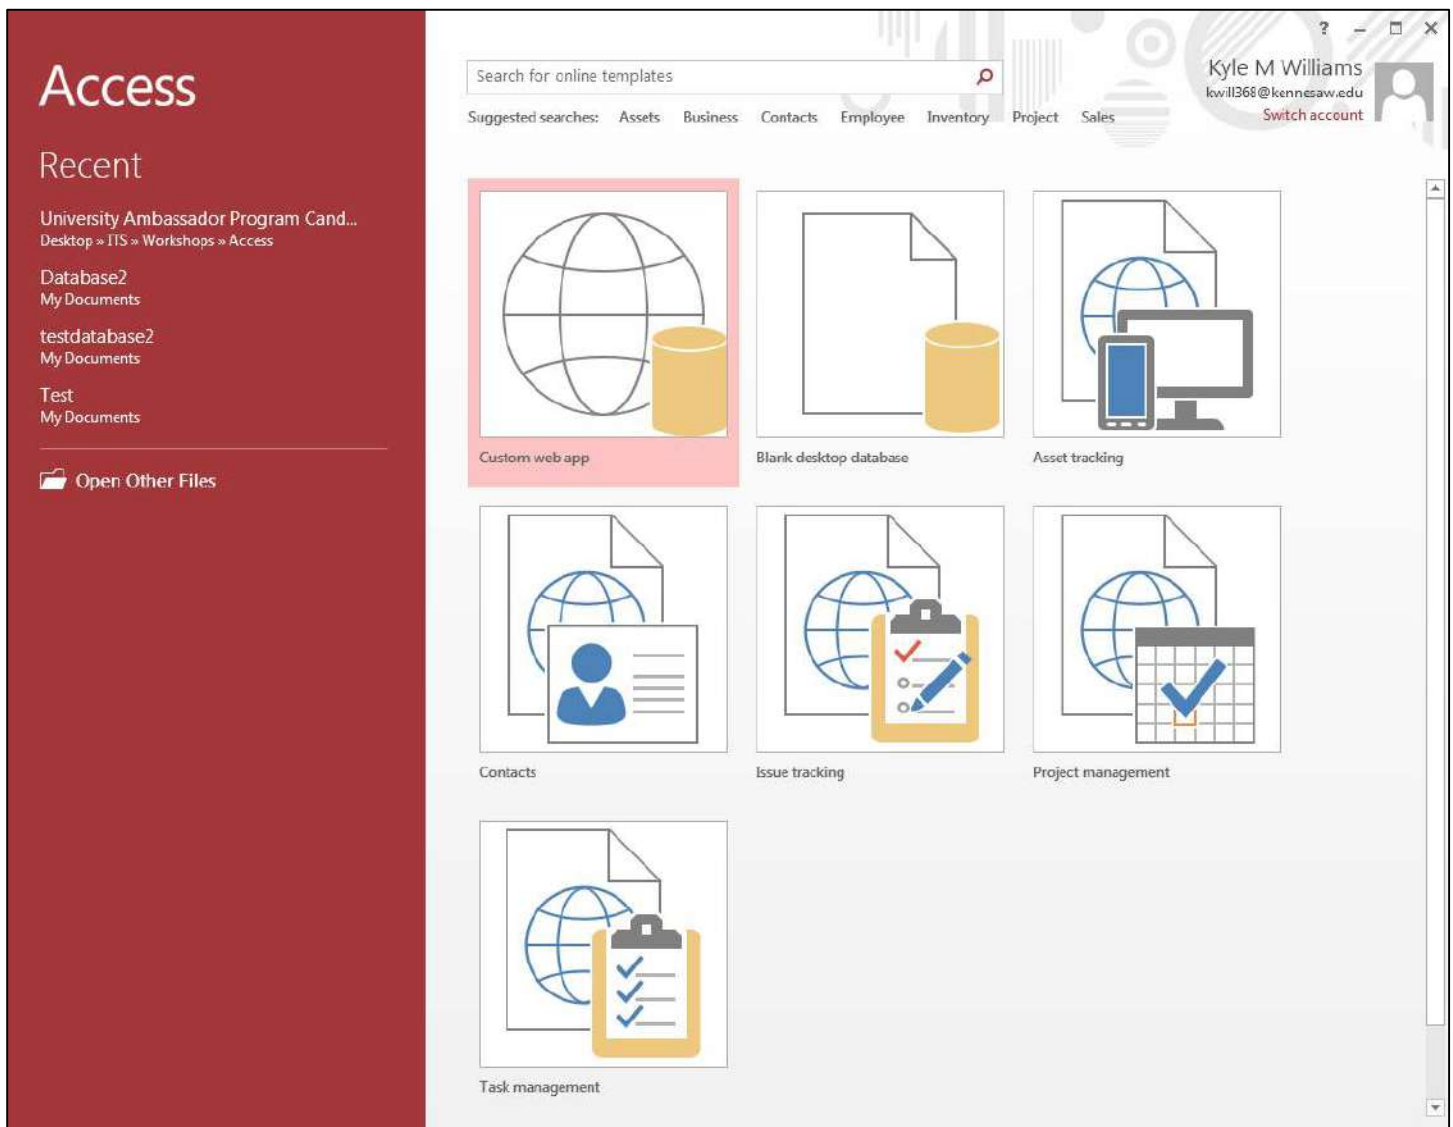 Access
Recent
University Ambassador Program Cand...
Desktop » ITS » Workshops » Access
Database2
My Documents
testdatabase2
My Documents
Test
My Documents
Open Other Files
?
Search for online templates
Suggested searches: Assets Business Contacts Employee Inventory Project Sales
Kyle M Williams
kwill368@kennesaw.edu
Switch account
Custom web app
Blank desktop database
Asset tracking
Contacts
Issue tracking
Project management
Task management